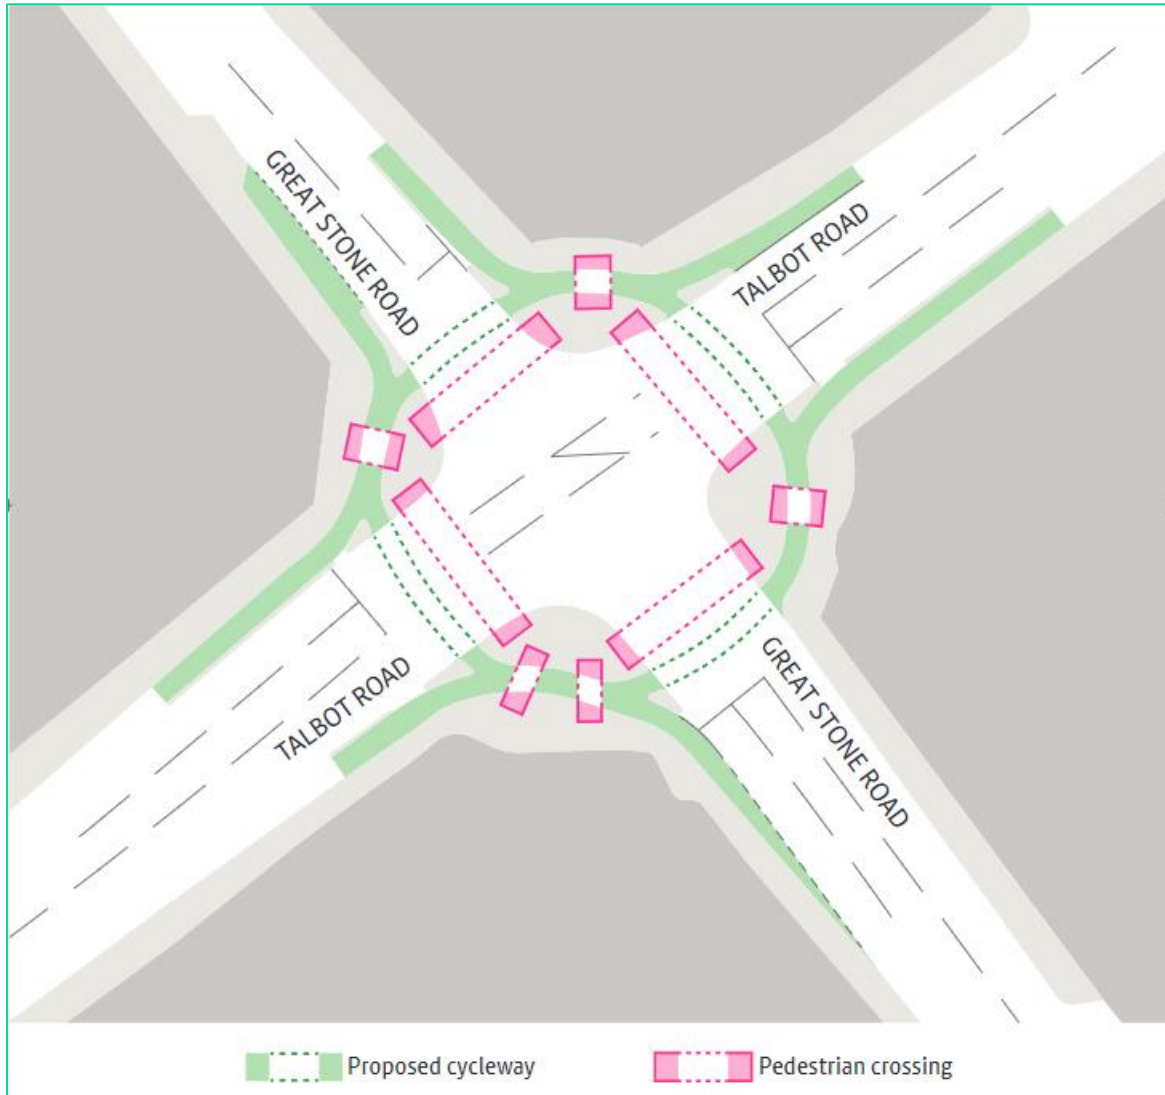 GREAT STONE ROAD
TALBOT ROAD
TALBOT ROAD
GREAT STONE ROAD
Proposed cycleway
Pedestrian crossing